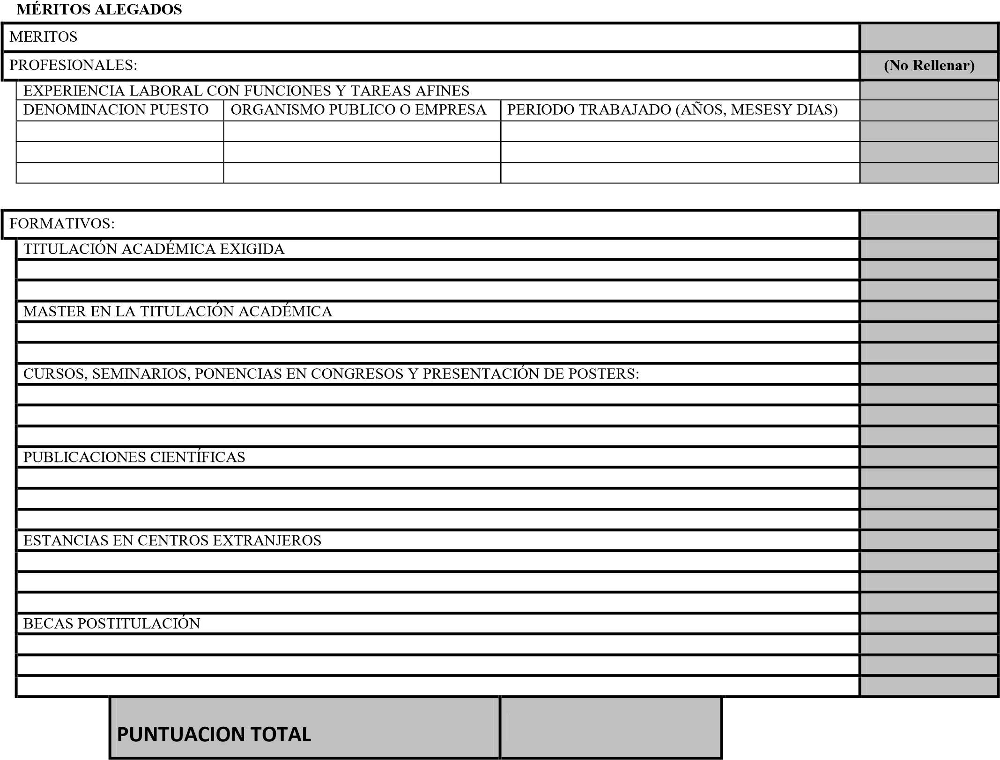 MÉRITOS ALEGADOS
MERITOS
PROFESIONALES:
(No Rellenar)
EXPERIENCIA LABORAL CON FUNCIONES Y TAREAS AFINES
DENOMINACION PUESTO
ORGANISMO PUBLICO O EMPRESA
PERIODO TRABAJADO (AÑOS, MESESY DIAS)
FORMATIVOS:
TITULACIÓN ACADÉMICA EXIGIDA
MASTER EN LA TITULACIÓN ACADÉMICA
CURSOS, SEMINARIOS, PONENCIAS EN CONGRESOS Y PRESENTACIÓN DE POSTERS:
PUBLICACIONES CIENTÍFICAS
ESTANCIAS EN CENTROS EXTRANJEROS
BECAS POSTITULACIÓN
PUNTUACION TOTAL